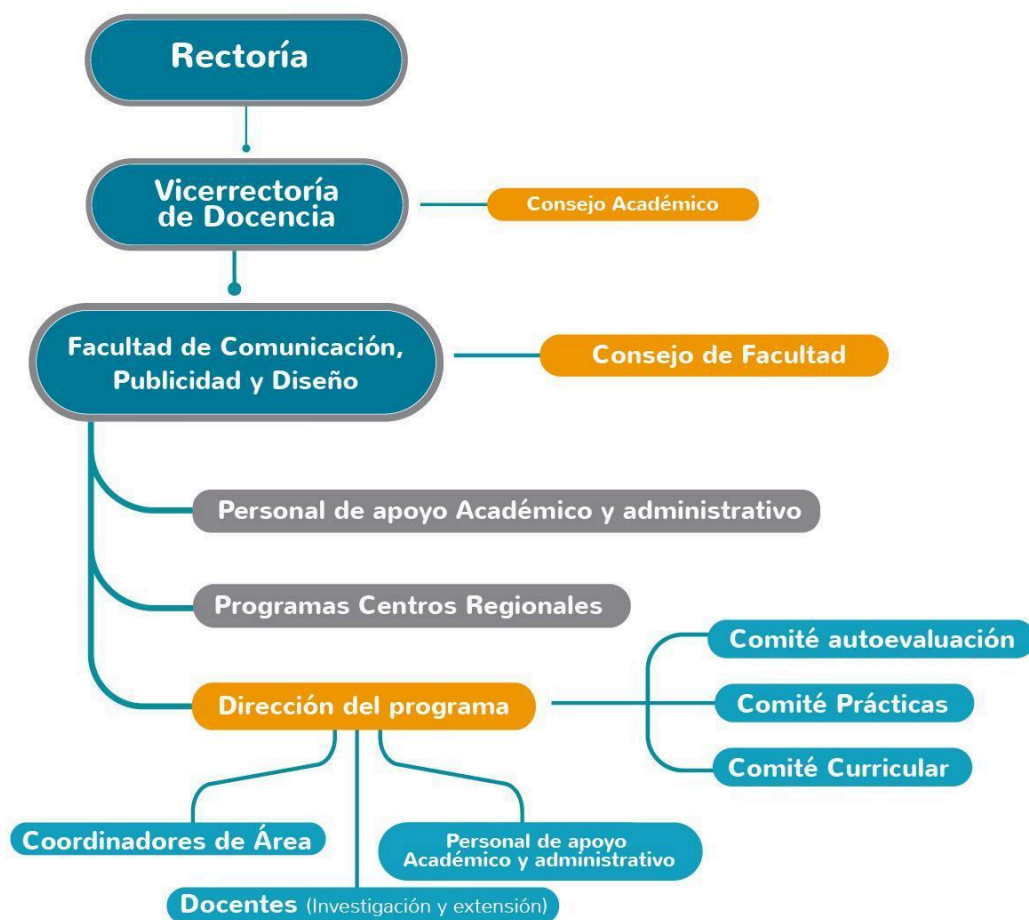 Rectoría
Vicerrectoría
de Docencia
Consejo Académico
Facultad de Comunicación,
Publicidad y Diseño
Consejo de Facultad
Personal de apoyo Académico y administrativo
Programas Centros Regionales
Dirección del programa
Comité autoevaluación
Comité Prácticas
Comité Curricular
Coordinadores de Área
Personal de apoyo
Académico y administrativo
Docentes (Investigación y extensión)